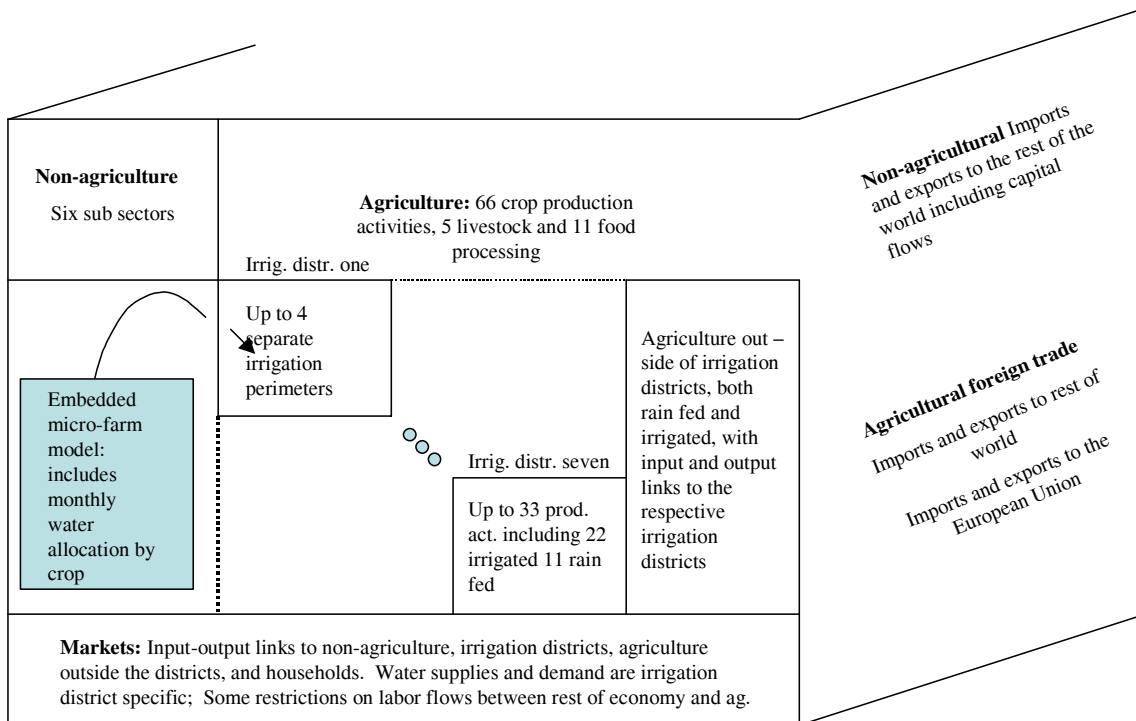 Non-agriculture
Six sub sectors
Agriculture: 66 crop production
activities, 5 livestock and 11 food
processing
Irrig. distr. one
Up to 4
separate
irrigation
perimeters
Embedded
micro-farm
model:
includes
monthly
water
allocation by
crop
Irrig. distr. seven
Up to 33 prod.
act. including 22
irrigated 11 rain
fed
Agriculture out –
side of irrigation
districts, both
rain fed and
irrigated, with
input and output
links to the
respective
irrigation
districts
Markets: Input-output links to non-agriculture, irrigation districts, agriculture
outside the districts, and households. Water supplies and demand are irrigation
district specific; Some restrictions on labor flows between rest of economy and ag.
Non-agricultural Imports
and exports to the rest of the
world including capital
flows
Agricultural foreign trade
Imports and exports to rest of
world
Imports and exports to the
European Union